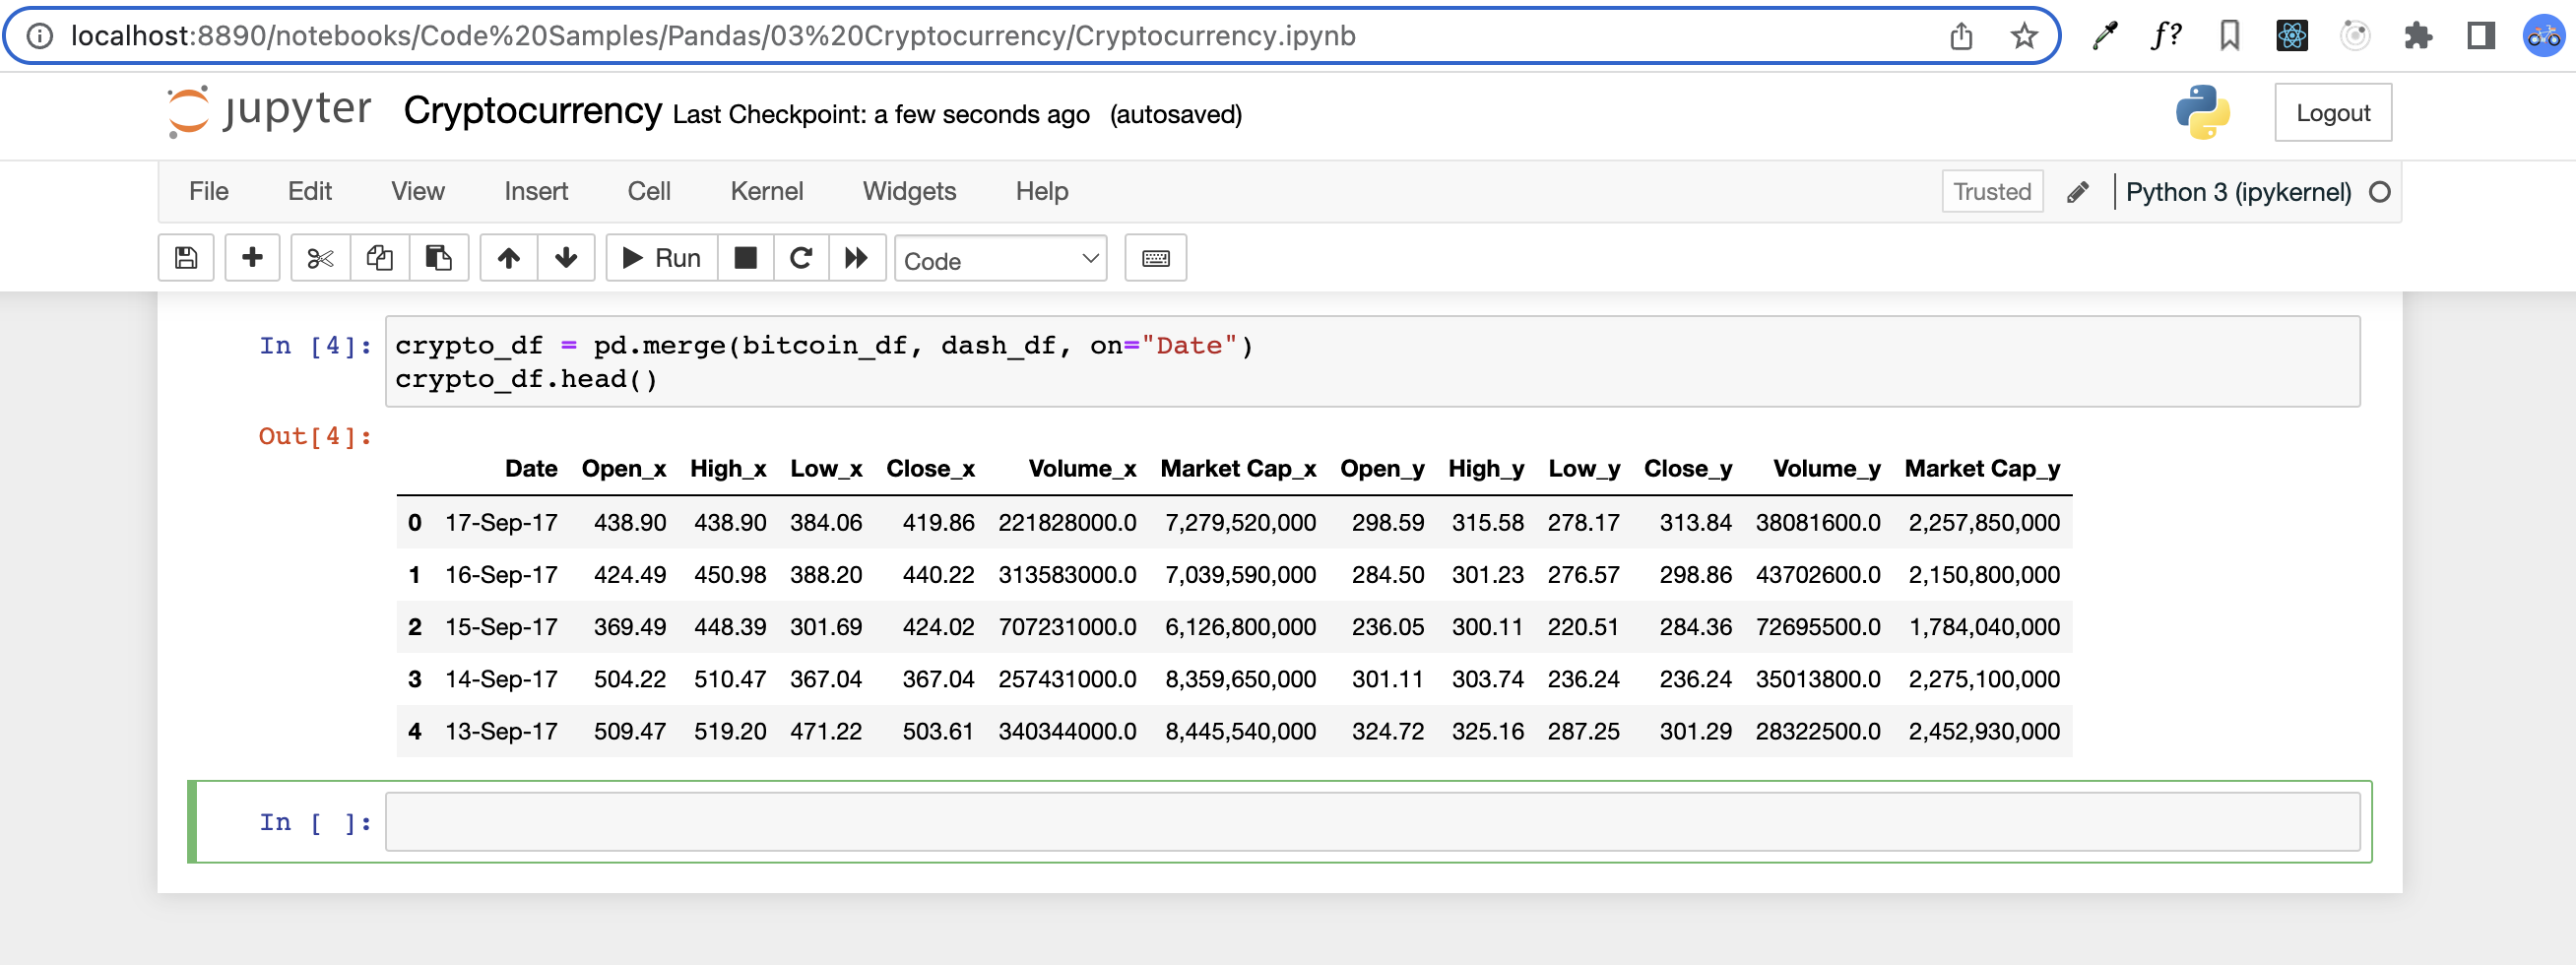 localhost:8890/notebooks/Code%20Samples/Pandas/03%20Cryptocurrency/Cryptocurrency.ipynb
f?
jupyter Cryptocurrency Last Checkpoint: a few seconds ago (autosaved)
Logout
File Edit View Insert Cell Kernel Widgets Help
Trusted Python 3 (ipykernel)
Run Code
In [4]: crypto_df = pd.merge(bitcoin_df, dash_df, on="Date")
crypto_df.head()
Out[4]:
Date Open_x High_x Low_x Close_x Volume_x Market Cap_x Open_y High_y Low_y Close_y Volume_y Market Cap_y
0 17-Sep-17 438.90 438.90 384.06 419.86 221828000.0 7,279,520,000 298.59 315.58 278.17 313.84 38081600.0 2,257,850,000
1 16-Sep-17 424.49 450.98 388.20 440.22 313583000.0 7,039,590,000 284.50 301.23 276.57 298.86 43702600.0 2,150,800,000
2 15-Sep-17 369.49 448.39 301.69 424.02 707231000.0 6,126,800,000 236.05 300.11 220.51 284.36 72695500.0 1,784,040,000
3 14-Sep-17 504.22 510.47 367.04 367.04 257431000.0 8,359,650,000 301.11 303.74 236.24 236.24 35013800.0 2,275,100,000
4 13-Sep-17 509.47 519.20 471.22 503.61 340344000.0 8,445,540,000 324.72 325.16 287.25 301.29 28322500.0 2,452,930,000
In [ ]: